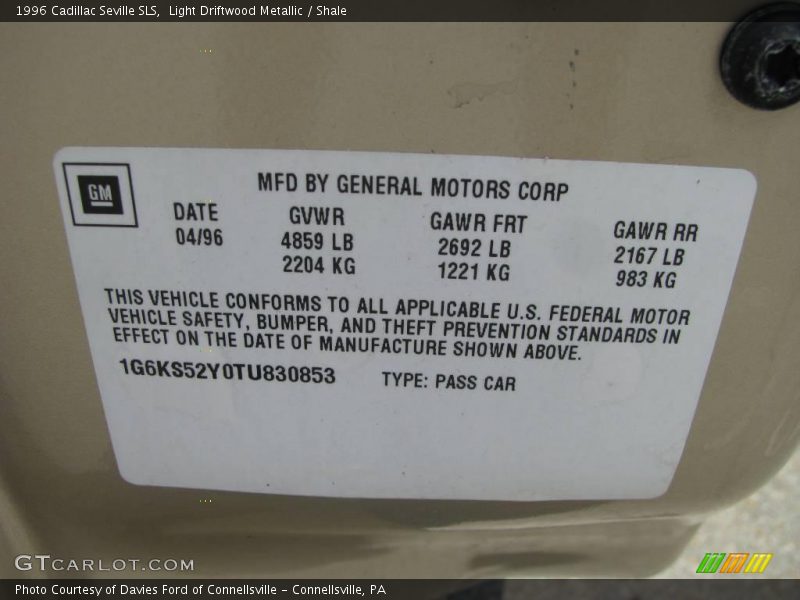 1996 Cadillac Seville SLS,  Light Driftwood Metallic / Shale
GM
MFD BY GENERAL MOTORS CORP
DATE GVWR GAWR FRT GAWR RR
04/96 4859 LB 2692 LB 2167 LB
2204 KG 1221 KG 983 KG
THIS VEHICLE CONFORMS TO ALL APPLICABLE U.S. FEDERAL MOTOR
VEHICLE SAFETY, BUMPER, AND THEFT PREVENTION STANDARDS IN
EFFECT ON THE DATE OF MANUFACTURE SHOWN ABOVE.
1G6KS52Y0TU830853 TYPE: PASS CAR
GTCARLOT.COM
Photo Courtesy of Davies Ford of Connellsville – Connellsville, PA